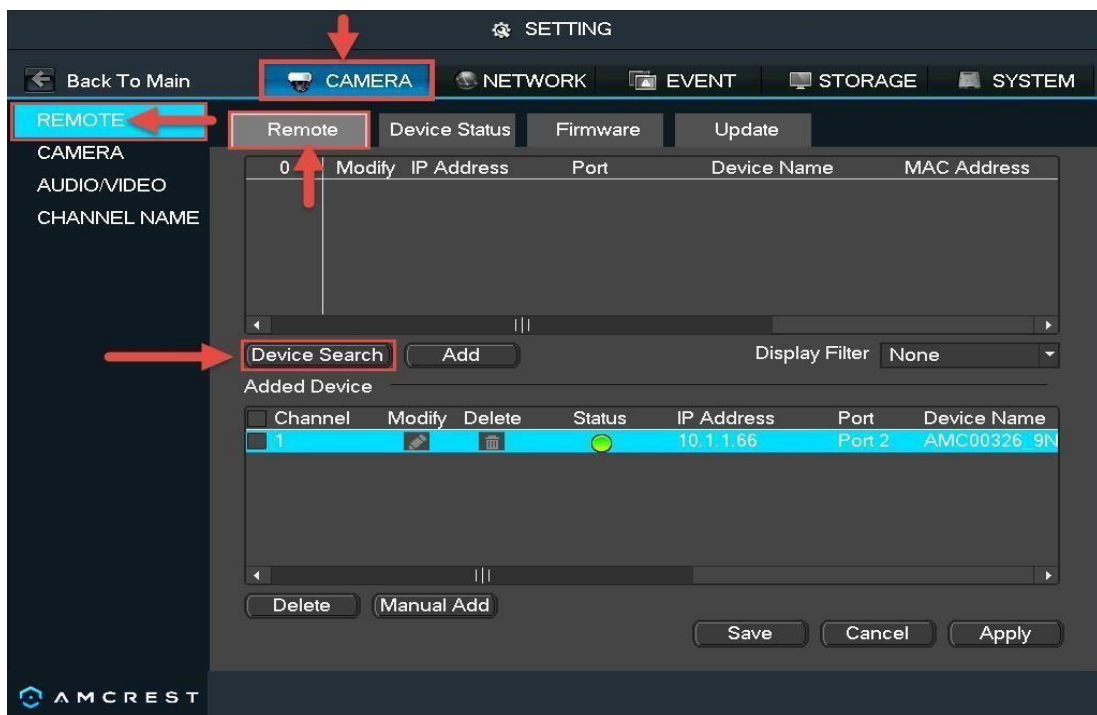 SETTING
Back To Main CAMERA NETWORK EVENT STORAGE SYSTEM
REMOTE
CAMERA
AUDIO/VIDEO
CHANNEL NAME
Remote Device Status Firmware Update
0 Modify IP Address Port Device Name MAC Address
Device Search Add Display Filter None
Added Device
Channel Modify Delete Status IP Address Port Device Name
1 10.1.1.66 Port 2 AMC00326_9N
Delete Manual Add
Save Cancel Apply
AMCREST